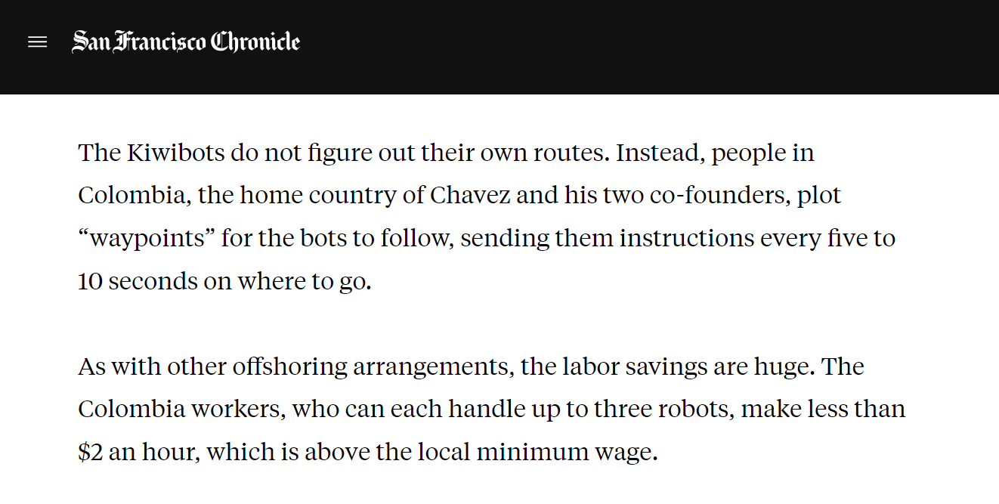 San Francisco Chronicle
The Kiwibots do not figure out their own routes. Instead, people in
Colombia, the home country of Chavez and his two co-founders, plot
“waypoints” for the bots to follow, sending them instructions every five to
10 seconds on where to go.
As with other offshoring arrangements, the labor savings are huge. The
Colombia workers, who can each handle up to three robots, make less than
$2 an hour, which is above the local minimum wage.